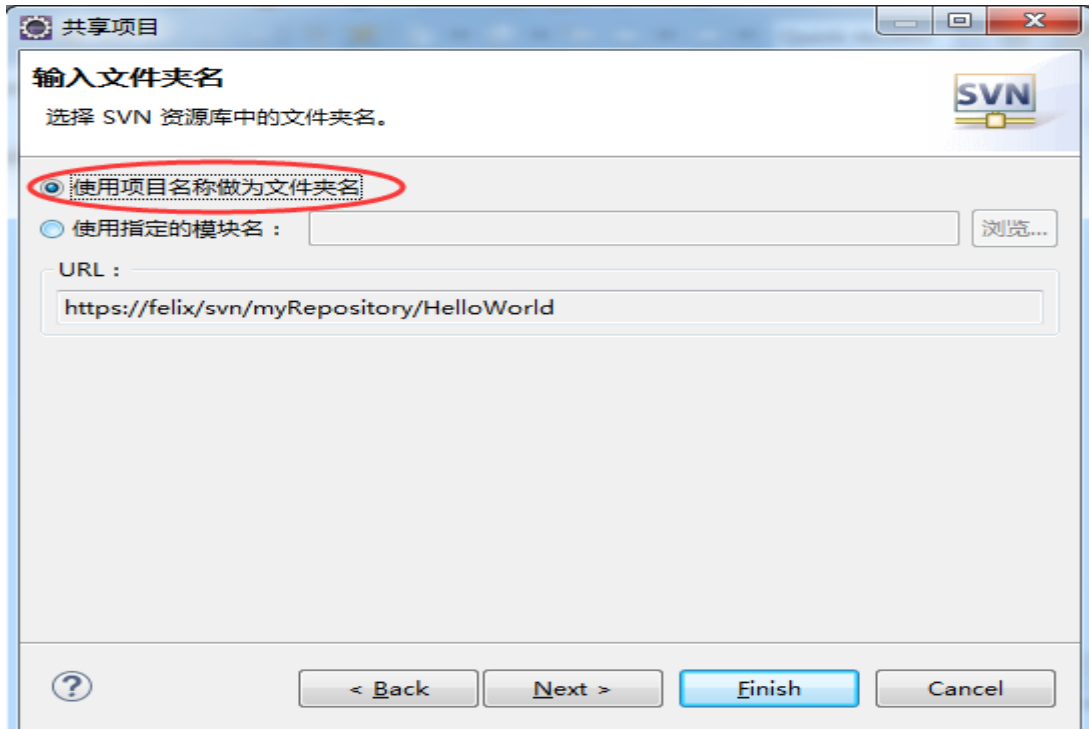 共享项目
输入文件夹名
选择 SVN 资源库中的文件夹名。
SVN
使用项目名称做为文件夹名
使用指定的模块名：
浏览...
URL：
https://felix/svn/myRepository/HelloWorld
?
< Back
Next >
Finish
Cancel